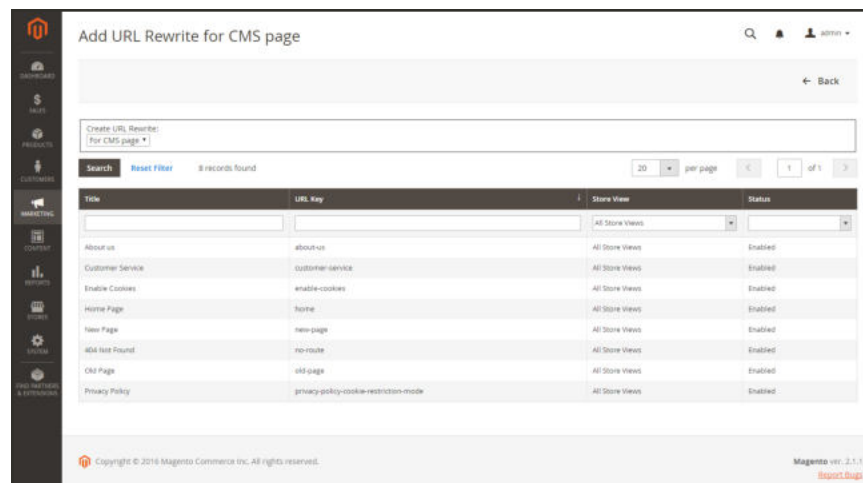 Add URL Rewrite for CMS page
admin
DASHBOARD
SALES
PRODUCTS
CUSTOMERS
MARKETING
CONTENT
REPORTS
STORES
SYSTEM
FIND PARTNERS
& EXTENSIONS
Back
Create URL Rewrite:
For CMS page
Search Reset Filter 8 records found 20 per page 1 of 1
Title URL Key Store View Status
All Store Views
About us about-us All Store Views Enabled
Customer Service customer-service All Store Views Enabled
Enable Cookies enable-cookies All Store Views Enabled
Home Page home All Store Views Enabled
New Page new-page All Store Views Enabled
404 Not Found no-route All Store Views Enabled
Old Page old-page All Store Views Enabled
Privacy Policy privacy-policy-cookie-restriction-mode All Store Views Enabled
Copyright © 2016 Magento Commerce Inc. All rights reserved.
Magento ver. 2.1.1
Report Bugs